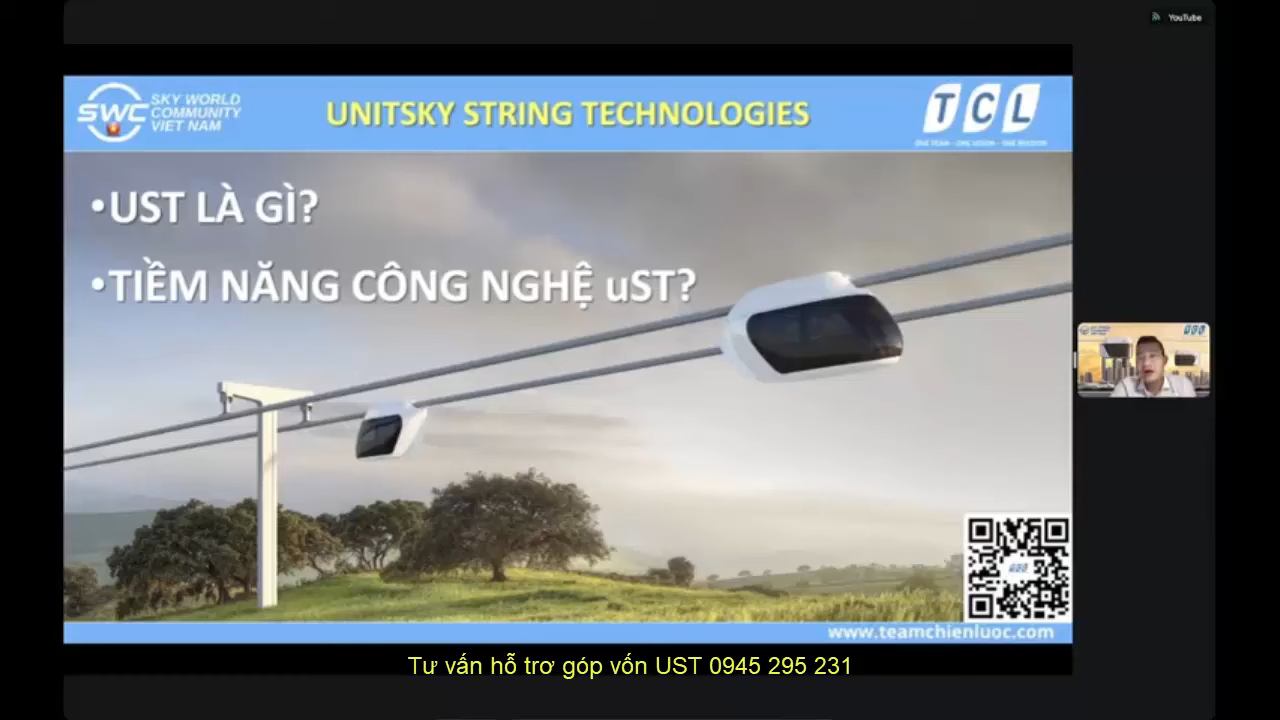 YouTube
SWC
SKY WORLD
COMMUNITY
VIET NAM
UNITSKY STRING TECHNOLOGIES
TCL
•UST LÀ GÌ?
•TIỀM NĂNG CÔNG NGHỆ uST?
www.teamchienluoc.com
Tư vấn hỗ trơ góp vốn UST 0945 295 231